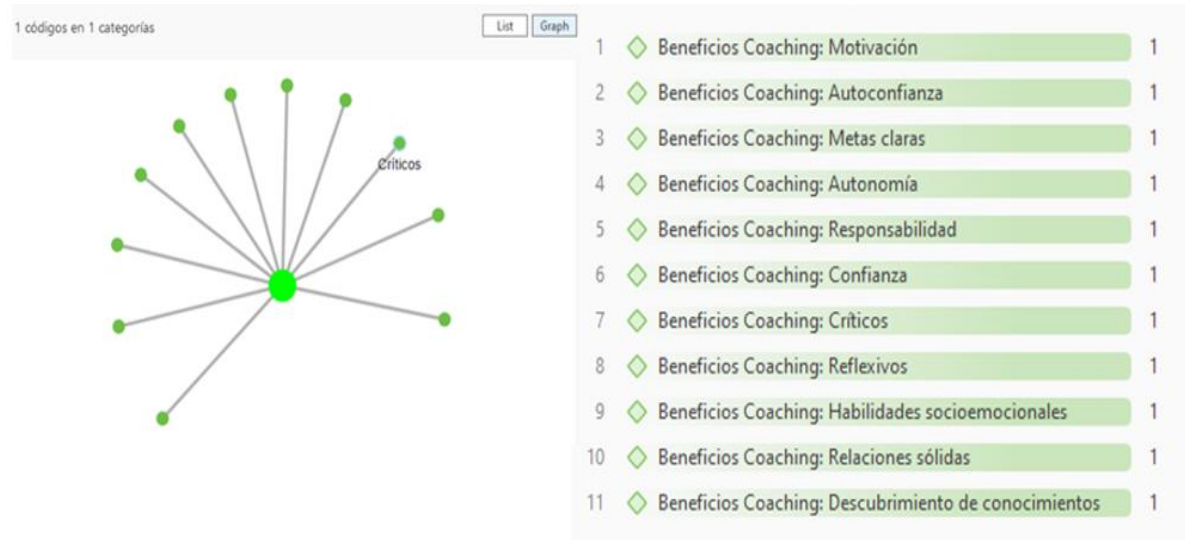 1 códigos en 1 categorías
List
Graph
Críticos
1 Beneficios Coaching: Motivación 1
2 Beneficios Coaching: Autoconfianza 1
3 Beneficios Coaching: Metas claras 1
4 Beneficios Coaching: Autonomía 1
5 Beneficios Coaching: Responsabilidad 1
6 Beneficios Coaching: Confianza 1
7 Beneficios Coaching: Críticos 1
8 Beneficios Coaching: Reflexivos 1
9 Beneficios Coaching: Habilidades socioemocionales 1
10 Beneficios Coaching: Relaciones sólidas 1
11 Beneficios Coaching: Descubrimiento de conocimientos 1